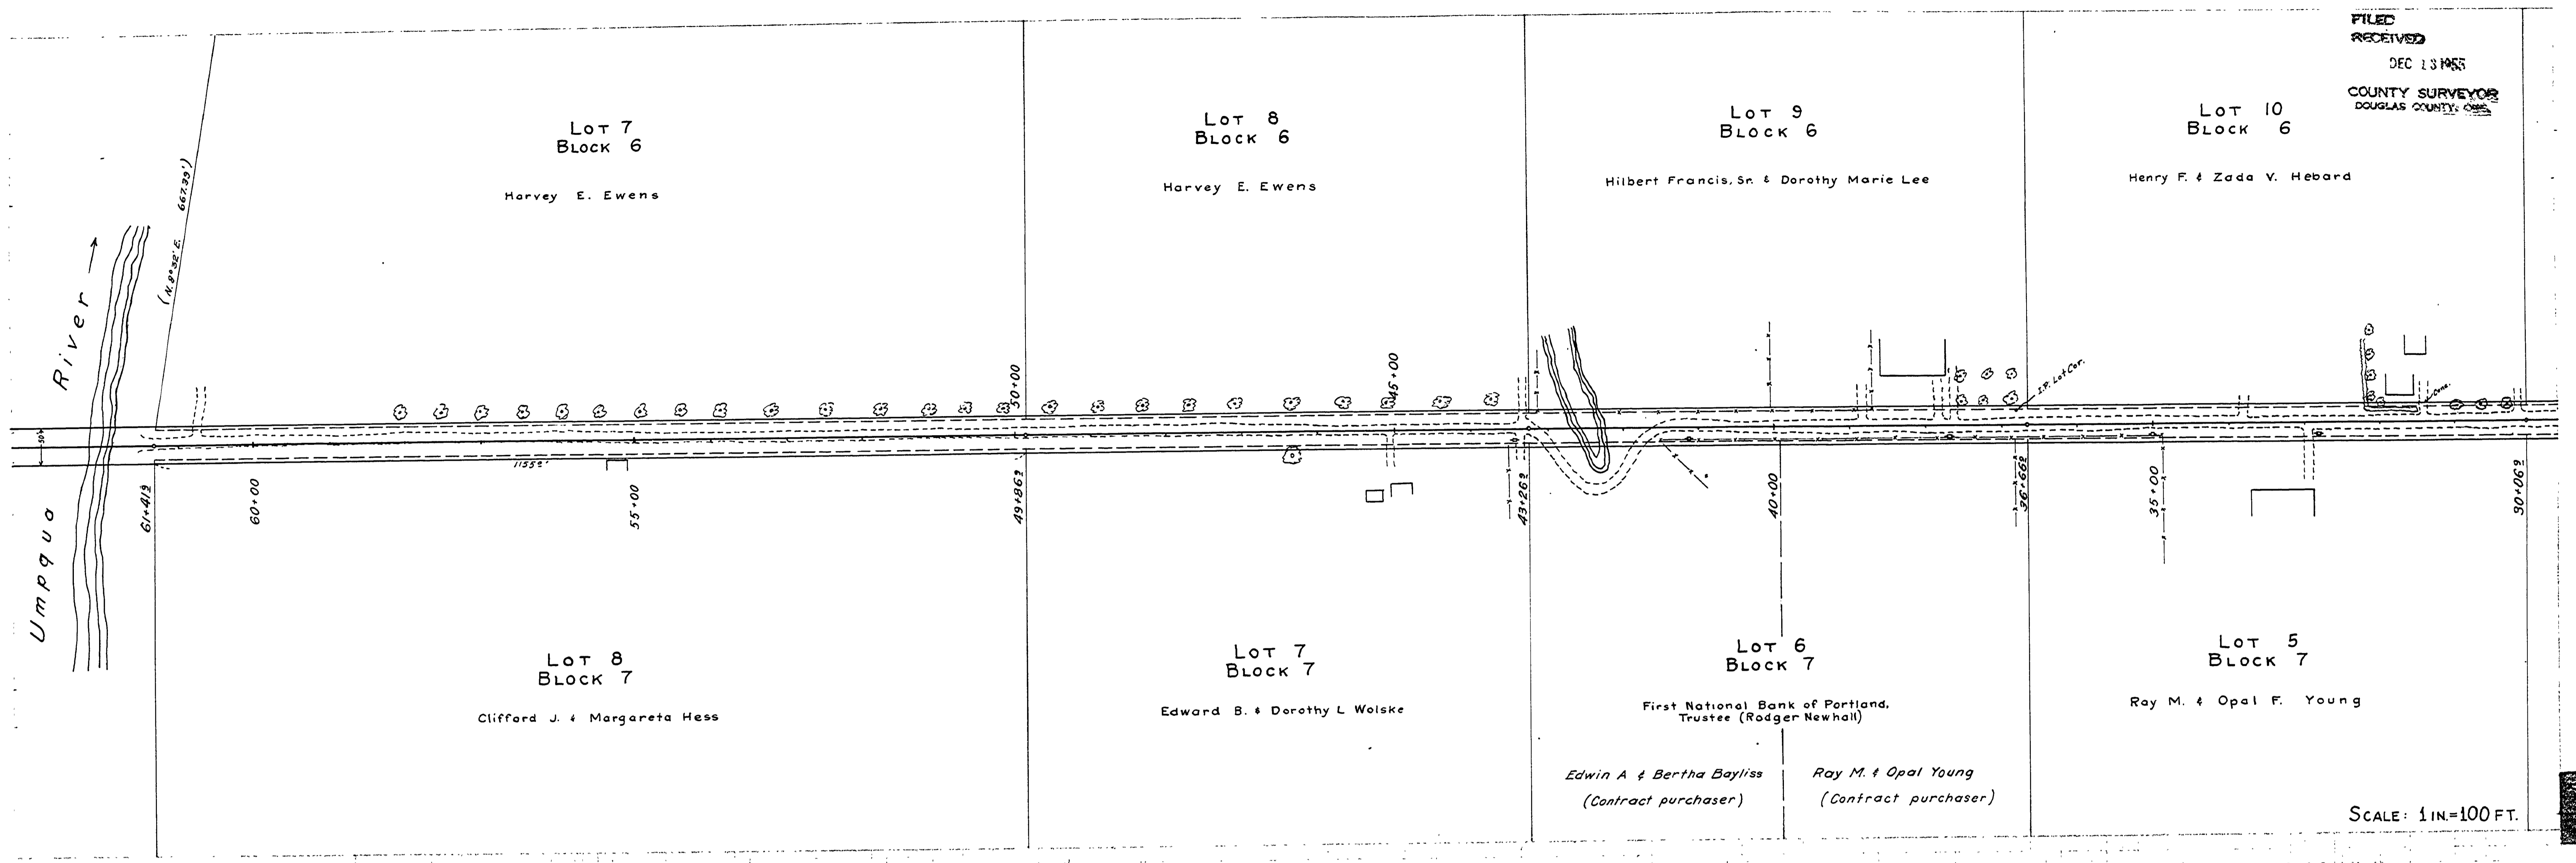 FILED
RECEIVED
DEC 13 1955
COUNTY SURVEYOR
DOUGLAS COUNTY, ORE.
LOT 7
BLOCK 6
Harvey E. Ewens
LOT 8
BLOCK 6
Harvey E. Ewens
LOT 9
BLOCK 6
Hilbert Francis, Sr. & Dorothy Marie Lee
LOT 10
BLOCK 6
Henry F. & Zada V. Hebard
(N. 8° 32' E. 667.39')
Umpqua River
50'
50+00
45+00
I.P. Lot Cor.
Conc.
1155.2'
61+41.9
60+00
55+00
49+86.2
43+26.2
40+00
36+66.2
35+00
30+06.2
LOT 8
BLOCK 7
Clifford J. & Margareta Hess
LOT 7
BLOCK 7
Edward B. & Dorothy L Wolske
LOT 6
BLOCK 7
First National Bank of Portland,
Trustee (Rodger Newhall)
Edwin A & Bertha Bayliss
(Contract purchaser)
Ray M. & Opal Young
(Contract purchaser)
LOT 5
BLOCK 7
Ray M. & Opal F. Young
SCALE: 1 IN.=100 FT.